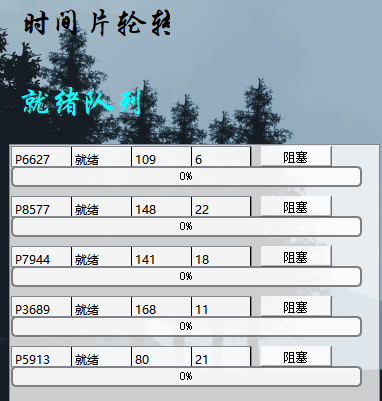 时间片轮转
就绪队列
P6627 就绪 109 6 阻塞
0%
P8577 就绪 148 22 阻塞
0%
P7944 就绪 141 18 阻塞
0%
P3689 就绪 168 11 阻塞
0%
P5913 就绪 80 21 阻塞
0%